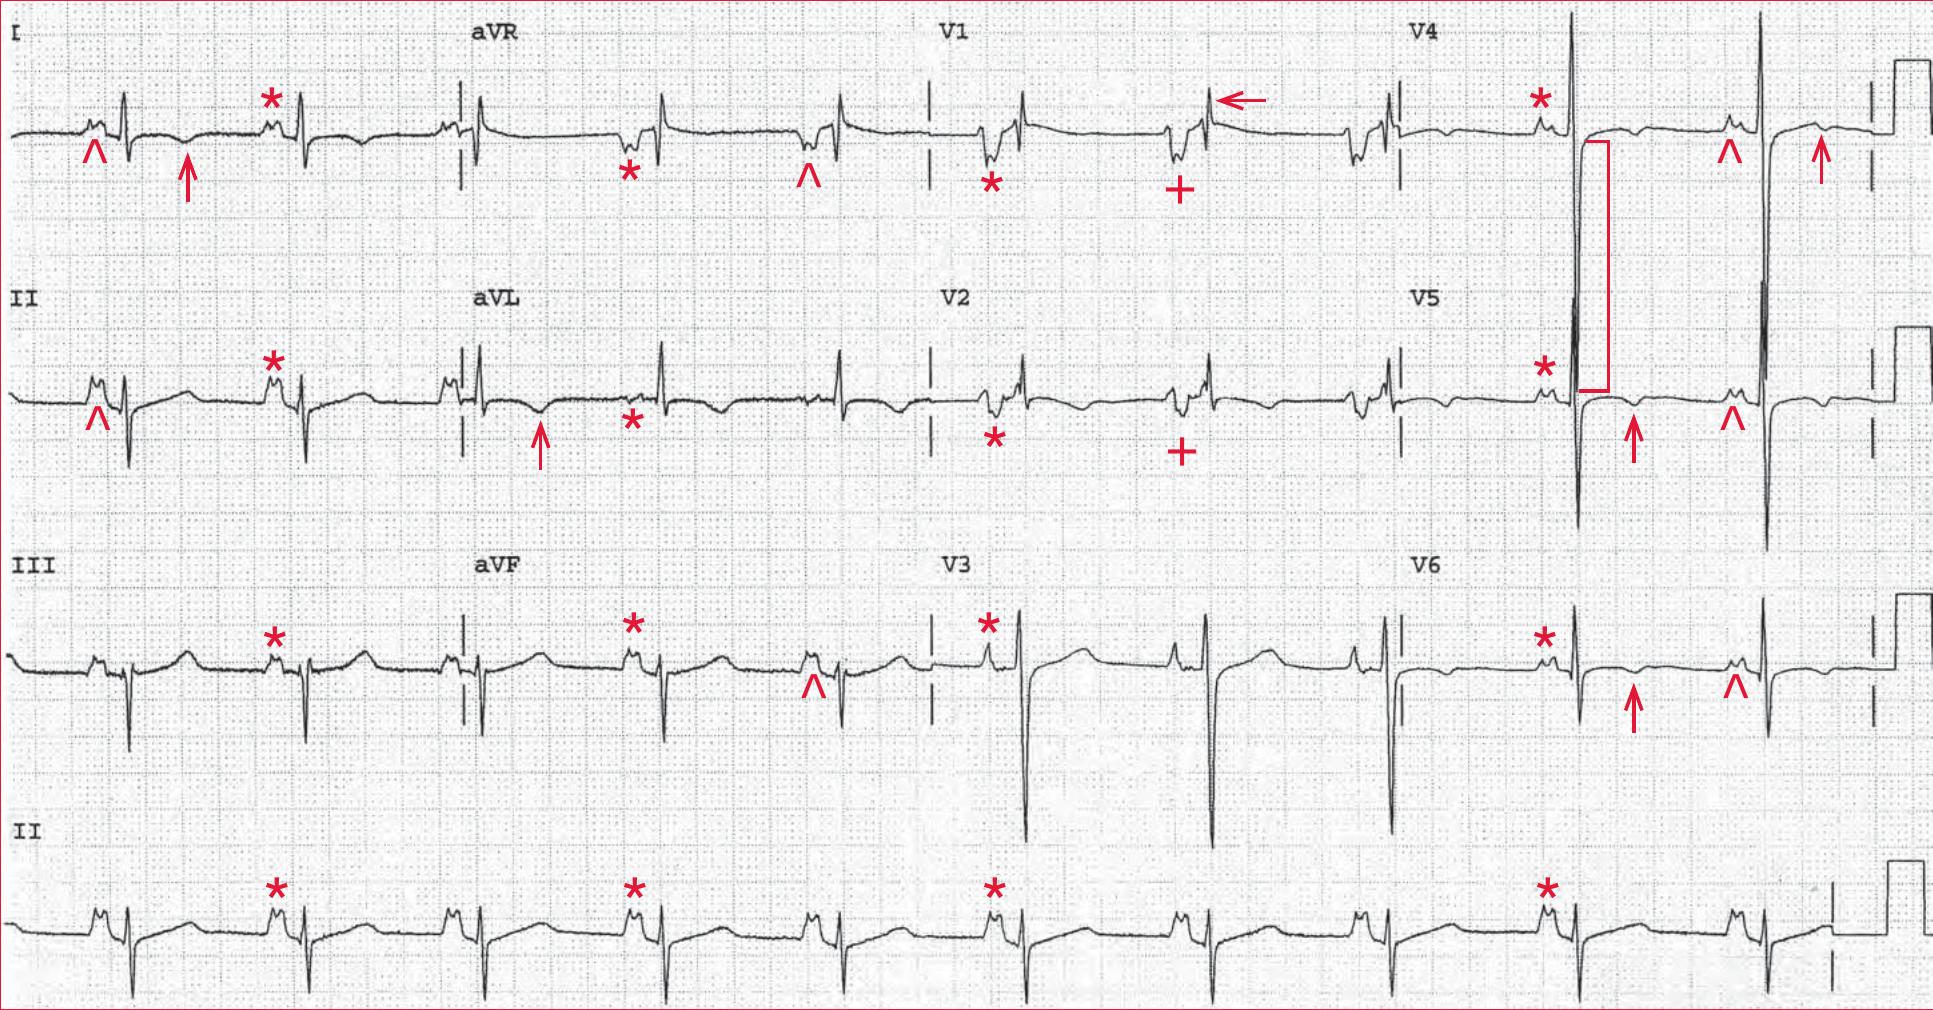 I aVR V1 V4
* * ^
^ * ^ * + ^
II aVL V2 V5
* *
^ * * + ^
III aVF V3 V6
* * * *
^ ^
II
* * * *